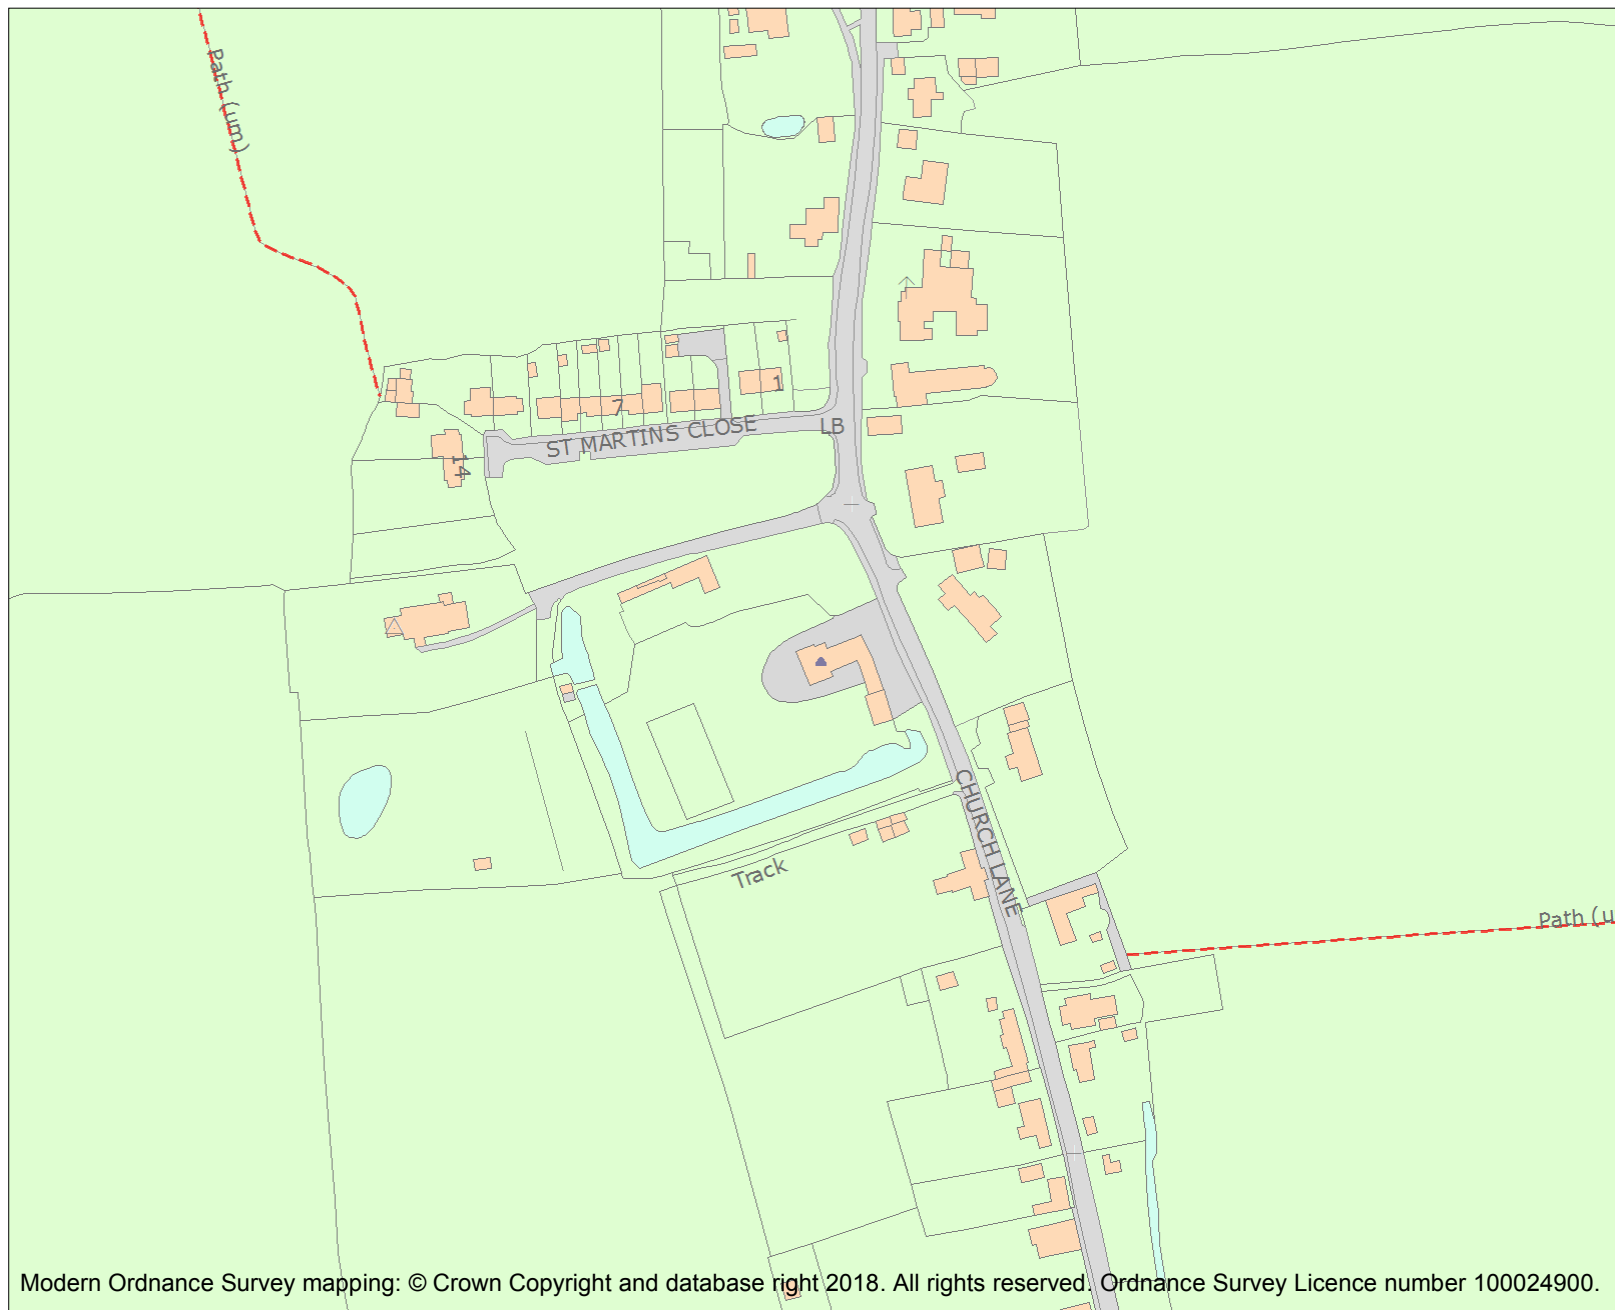 Path (um)
1
7
LB
ST MARTINS CLOSE
14
CHURCH LANE
Track
Path (u
Modern Ordnance Survey mapping: © Crown Copyright and database right 2018. All rights reserved. Ordnance Survey Licence number 100024900.